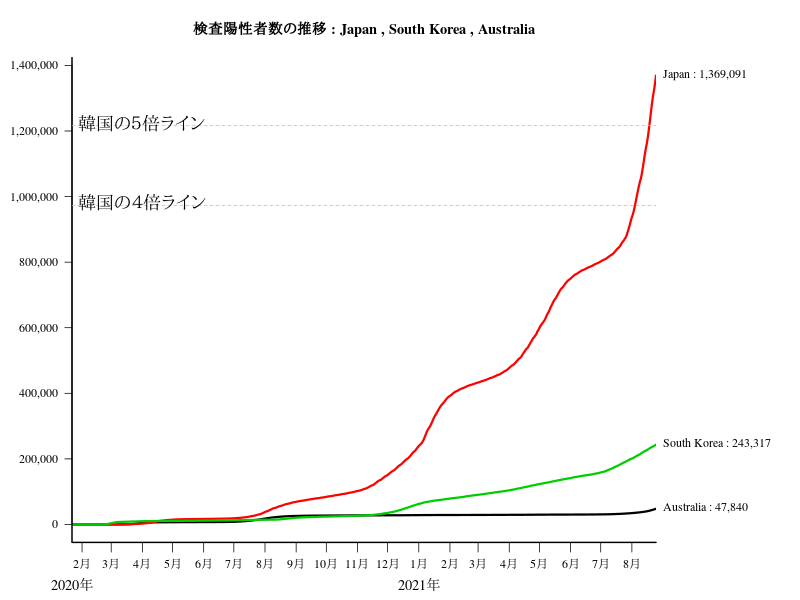 検査陽性者数の推移 : Japan , South Korea , Australia
1,400,000
Japan : 1,369,091
韓国の5倍ライン
1,200,000
韓国の4倍ライン
1,000,000
800,000
600,000
400,000
South Korea : 243,317
200,000
Australia : 47,840
0
2月 3月 4月 5月 6月 7月 8月 9月 10月 11月 12月 1月 2月 3月 4月 5月 6月 7月 8月
2020年 2021年